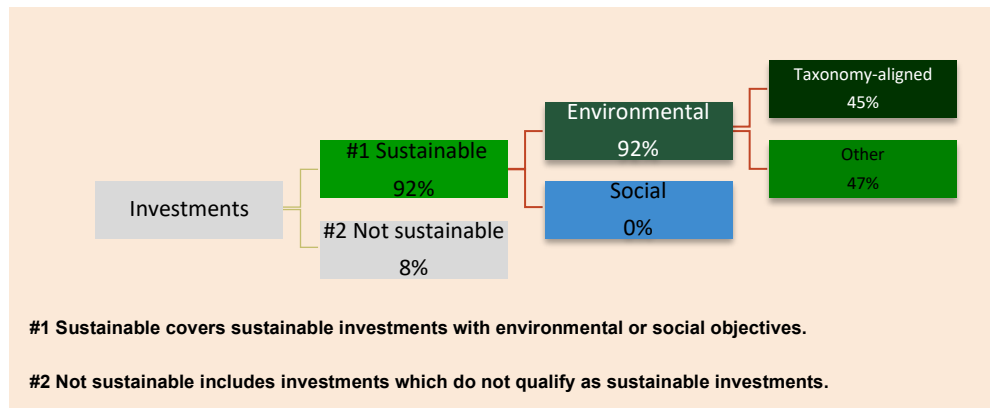 Investments
#1 Sustainable
92%
#2 Not sustainable
8%
Environmental
92%
Social
0%
Taxonomy-aligned
45%
Other
47%
#1 Sustainable covers sustainable investments with environmental or social objectives.
#2 Not sustainable includes investments which do not qualify as sustainable investments.